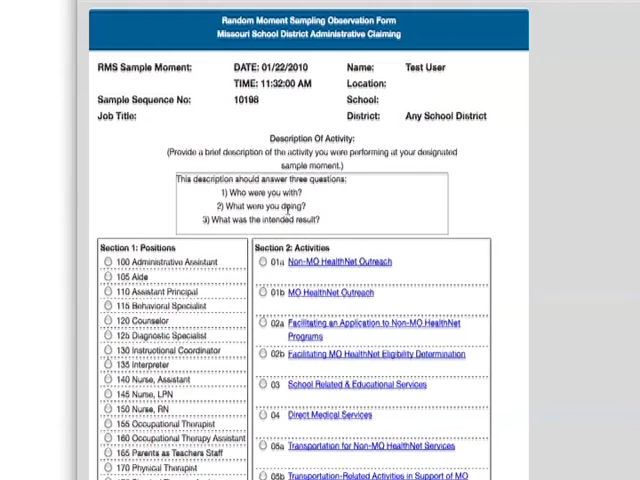 Random Moment Sampling Observation Form
Missouri School District Administrative Claiming
RMS Sample Moment: DATE: 01/22/2010 Name: Test User
TIME: 11:32:00 AM Location:
Sample Sequence No: 10198 School:
Job Title: District: Any School District
Description Of Activity:
(Provide a brief description of the activity you were performing at your designated
sample moment.)
This description should answer three questions:
1) Who were you with?
2) What were you doing?
3) What was the intended result?
Section 1: Positions
100 Administrative Assistant
105 Aide
110 Assistant Principal
115 Behavioral Specialist
120 Counselor
125 Diagnostic Specialist
130 Instructional Coordinator
135 Interpreter
140 Nurse, Assistant
145 Nurse, LPN
150 Nurse, RN
155 Occupational Therapist
160 Occupational Therapy Assistant
165 Parents as Teachers Staff
170 Physical Therapist
Section 2: Activities
01a Non-MO HealthNet Outreach
01b MO HealthNet Outreach
02a Facilitating an Application to Non-MO HealthNet
Programs
02b Facilitating MO HealthNet Eligibility Determination
03 School Related & Educational Services
04 Direct Medical Services
05a Transportation for Non-MO HealthNet Services
05b Transportation-Related Activities in Support of MO